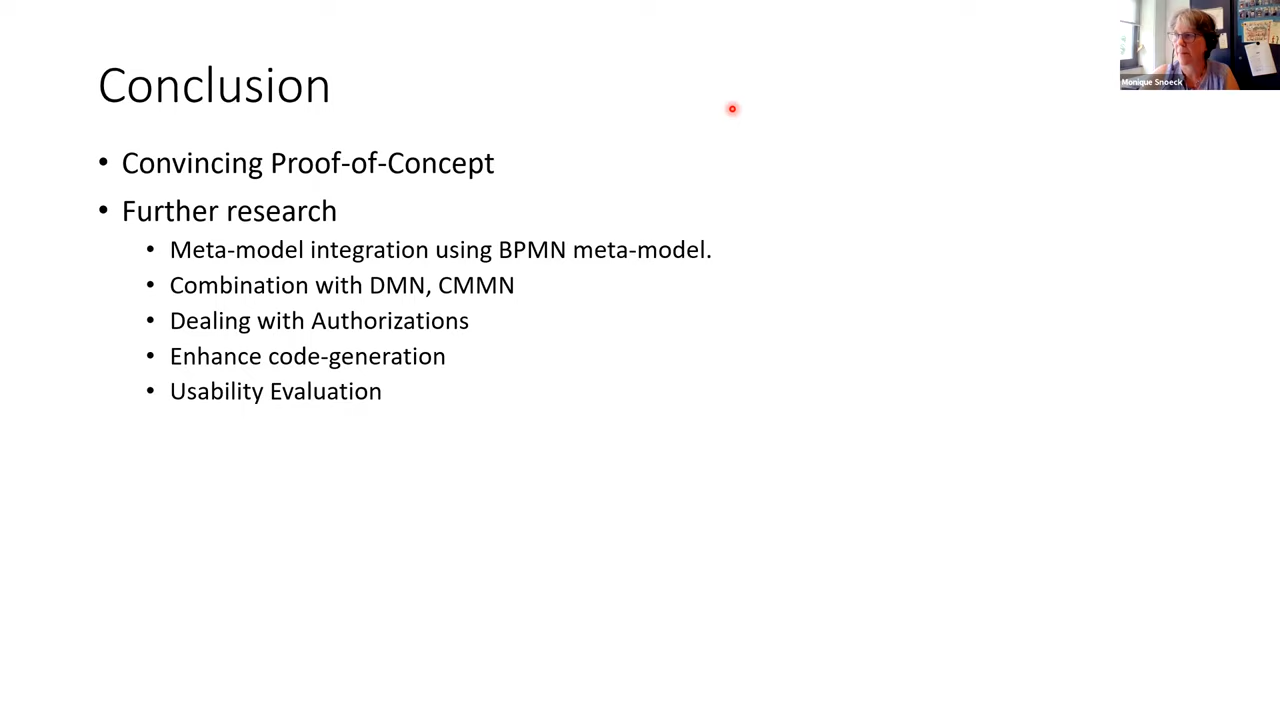 Conclusion
Monique Snoeck
• Convincing Proof-of-Concept
• Further research
• Meta-model integration using BPMN meta-model.
• Combination with DMN, CMMN
• Dealing with Authorizations
• Enhance code-generation
• Usability Evaluation